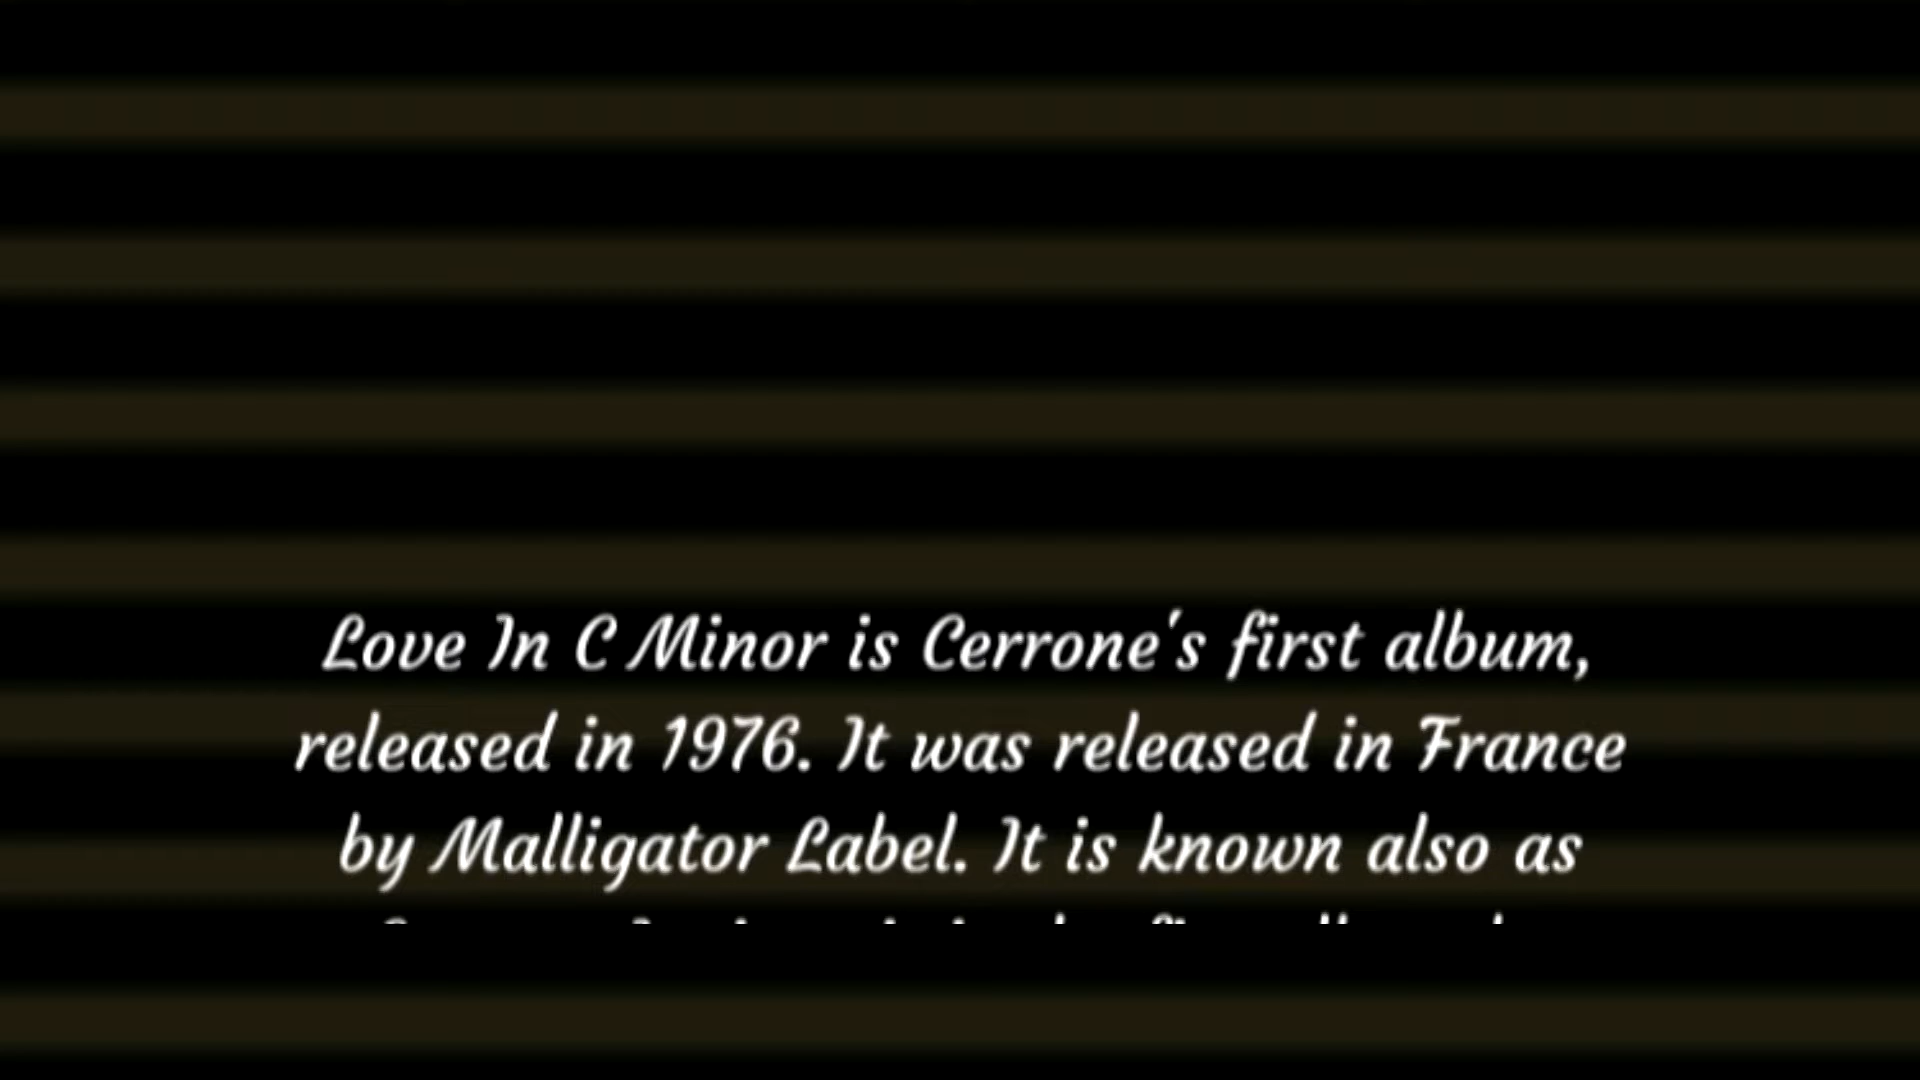 Love In C Minor is Cerrone's first album,
released in 1976. It was released in France
by Malligator Label. It is known also as